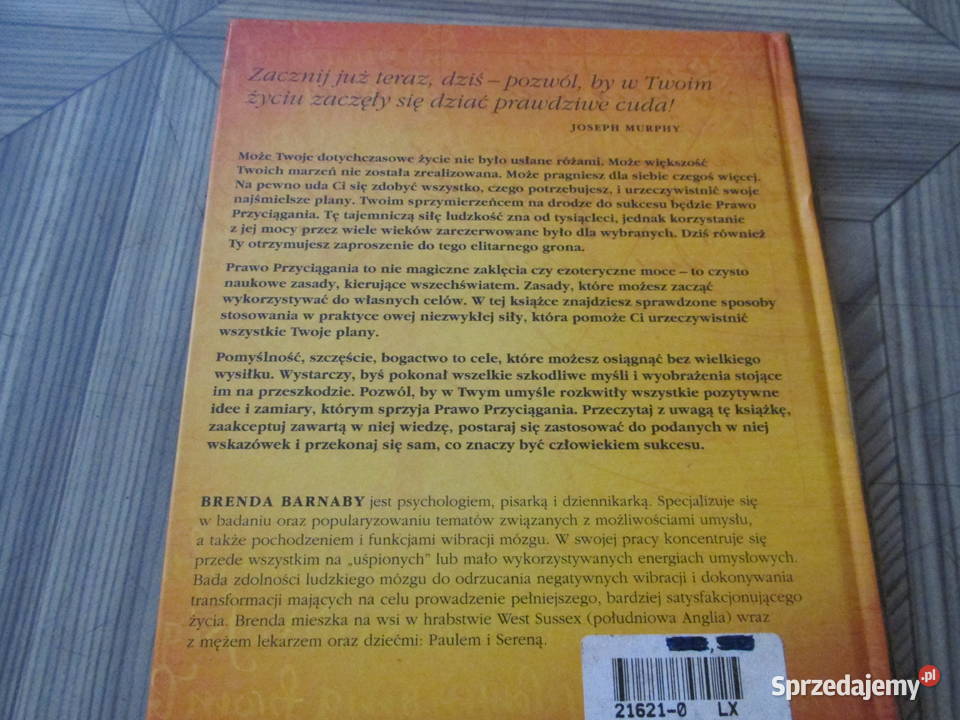 Zacznij już teraz, dziś – pozwól, by w Twoim
życiu zaczęły się dziać prawdziwe cuda!
JOSEPH MURPHY
Może Twoje dotychczasowe życie nie było usłane różami. Może większość
Twoich marzeń nie została zrealizowana. Może pragniesz dla siebie czegoś więcej.
Na pewno uda Ci się zdobyć wszystko, czego potrzebujesz, i urzeczywistnić swoje
najśmielsze plany. Twoim sprzymierzeńcem na drodze do sukcesu będzie Prawo
Przyciągania. Tę tajemniczą siłę ludzkość zna od tysiącleci, jednak korzystanie
z jej mocy przez wiele wieków zarezerwowane było dla wybranych. Dziś również
Ty otrzymujesz zaproszenie do tego elitarnego grona.
Prawo Przyciągania to nie magiczne zaklęcia czy ezoteryczne moce – to czysto
naukowe zasady, kierujące wszechświatem. Zasady, które możesz zacząć
wykorzystywać do własnych celów. W tej książce znajdziesz sprawdzone sposoby
stosowania w praktyce owej niezwykłej siły, która pomoże Ci urzeczywistnić
wszystkie Twoje plany.
Pomyślność, szczęście, bogactwo to cele, które możesz osiągnąć bez wielkiego
wysiłku. Wystarczy, byś pokonał wszelkie szkodliwe myśli i wyobrażenia stojące
im na przeszkodzie. Pozwól, by w Twym umyśle rozkwitły wszystkie pozytywne
idee i zamiary, którym sprzyja Prawo Przyciągania. Przeczytaj z uwagą tę książkę,
zaakceptuj zawartą w niej wiedzę, postaraj się zastosować do podanych w niej
wskazówek i przekonaj się sam, co znaczy być człowiekiem sukcesu.
BRENDA BARNABY jest psychologiem, pisarką i dziennikarką. Specjalizuje się
w badaniu oraz popularyzowaniu tematów związanych z możliwościami umysłu,
a także pochodzeniem i funkcjami wibracji mózgu. W swojej pracy koncentruje się
przede wszystkim na „uśpionych” lub mało wykorzystywanych energiach umysłowych.
Bada zdolności ludzkiego mózgu do odrzucania negatywnych wibracji i dokonywania
transformacji mających na celu prowadzenie pełniejszego, bardziej satysfakcjonującego
życia. Brenda mieszka na wsi w hrabstwie West Sussex (południowa Anglia) wraz
z mężem lekarzem oraz dziećmi: Paulem i Sereną.
21621-0 LX
Sprzedajemy.pl